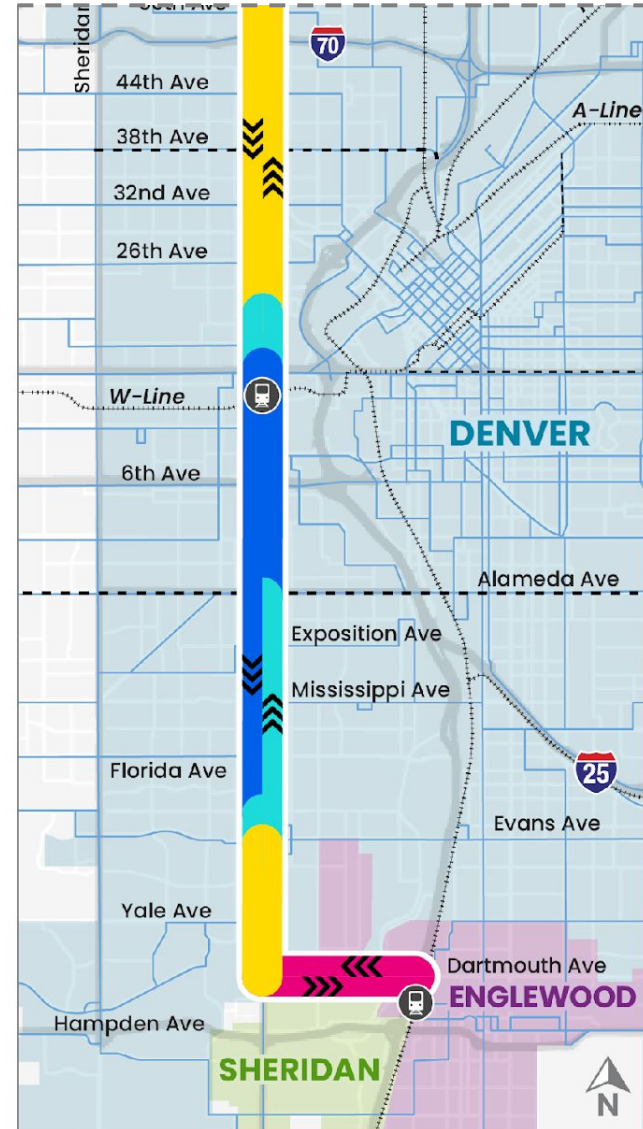 Sheridan
70
44th Ave
A-Line
38th Ave
32nd Ave
26th Ave
W-Line
DENVER
6th Ave
Alameda Ave
Exposition Ave
Mississippi Ave
Florida Ave
25
Evans Ave
Yale Ave
Dartmouth Ave
ENGLEWOOD
Hampden Ave
SHERIDAN
N